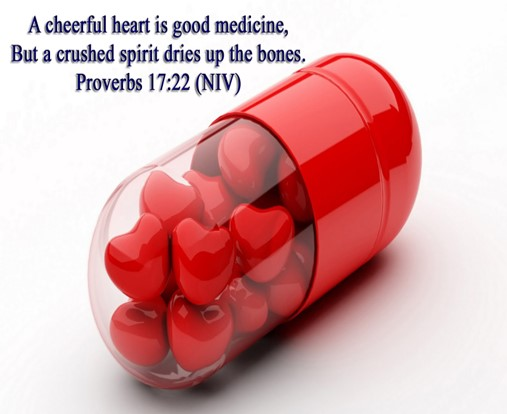 A cheerful heart is good medicine,
But a crushed spirit dries up the bones.
Proverbs 17:22 (NIV)